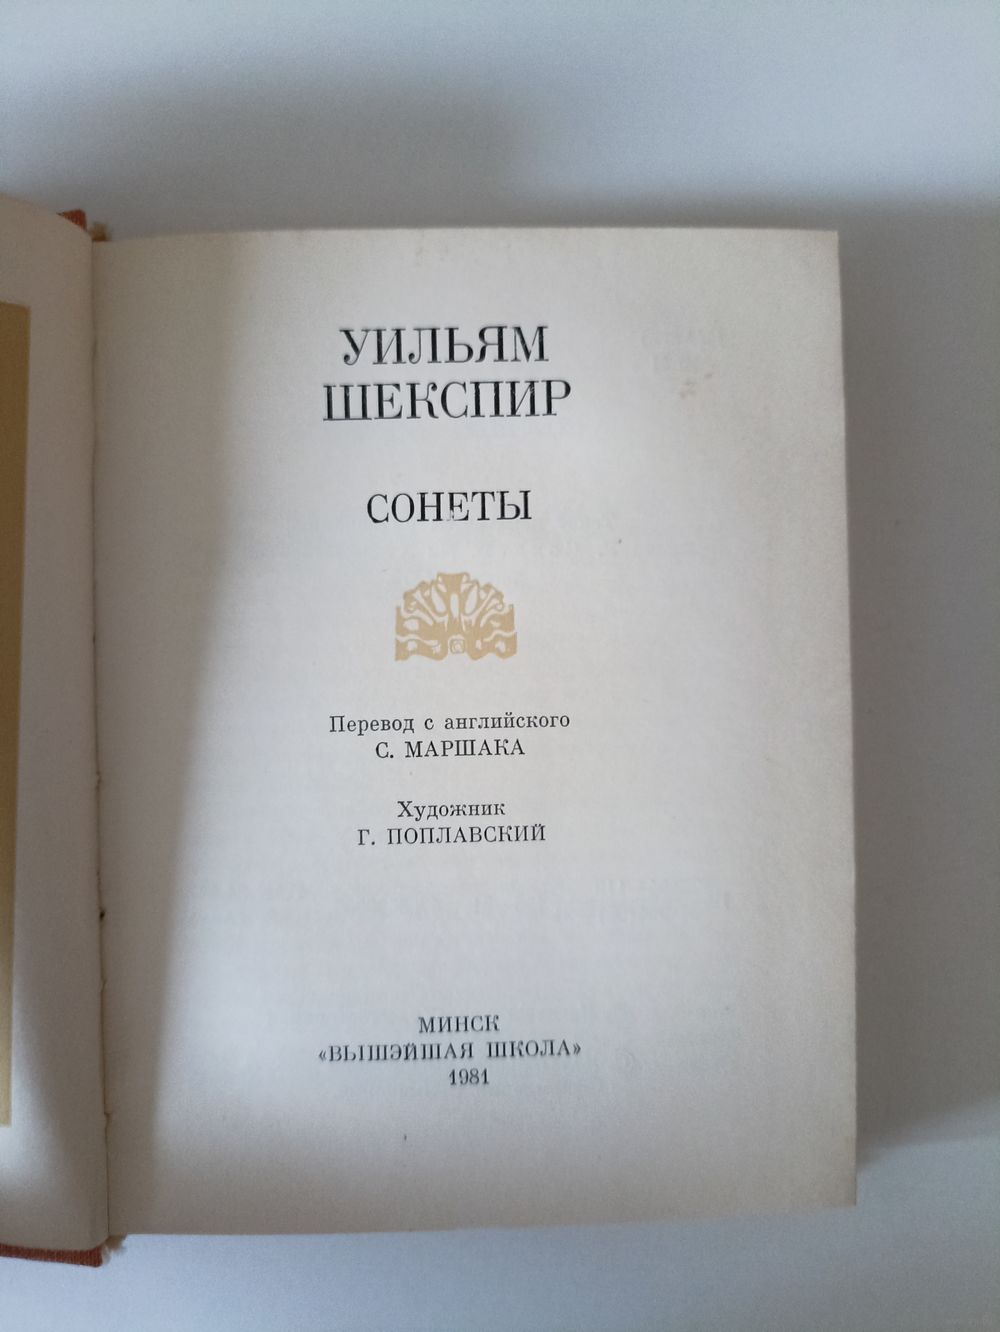 УИЛЬЯМ
ШЕКСПИР
СОНЕТЫ
Перевод с английского
С. МАРШАКА
Художник
Г. ПОПЛАВСКИЙ
МИНСК
«ВЫШЭЙШАЯ ШКОЛА»
1981